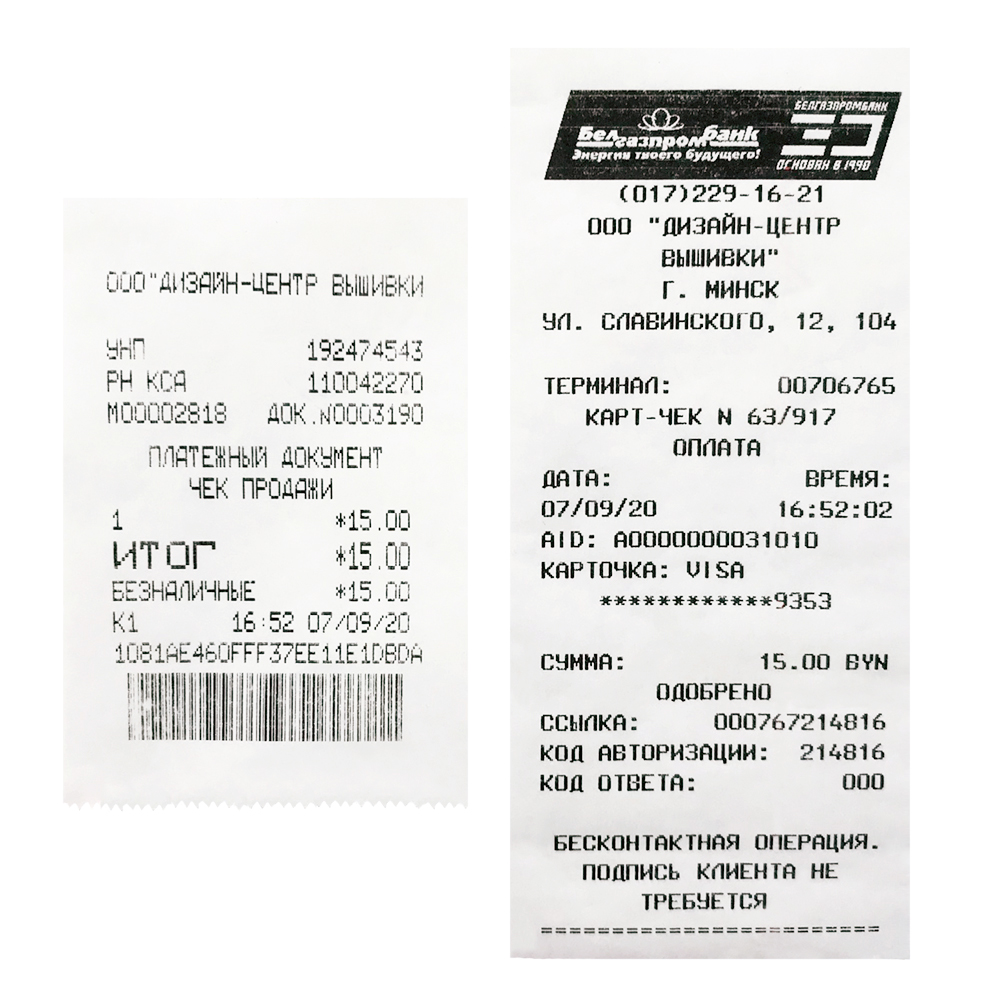 ООО"ДИЗАЙН-ЦЕНТР ВЫШИВКИ
УНП 192474543
РН КСА 110042270
М00002818 ДОК.N0003190
ПЛАТЕЖНЫЙ ДОКУМЕНТ
ЧЕК ПРОДАЖИ
1 *15.00
ИТОГ *15.00
БЕЗНАЛИЧНЫЕ *15.00
К1 16:52 07/09/20
1081AE460FFF37EE11E1DBDA
БЕЛГАЗПРОМБАНК
Белгазпромбанк
Энергия твоего будущего!
30
ОСНОВАН В 1990
(017)229-16-21
ООО "ДИЗАЙН-ЦЕНТР
ВЫШИВКИ"
Г. МИНСК
УЛ. СЛАВИНСКОГО, 12, 104
ТЕРМИНАЛ: 00706765
КАРТ-ЧЕК N 63/917
ОПЛАТА
ДАТА: ВРЕМЯ:
07/09/20 16:52:02
AID: A0000000031010
КАРТОЧКА: VISA
************9353
СУММА: 15.00 BYN
ОДОБРЕНО
ССЫЛКА: 000767214816
КОД АВТОРИЗАЦИИ: 214816
КОД ОТВЕТА: 000
БЕСКОНТАКТНАЯ ОПЕРАЦИЯ.
ПОДПИСЬ КЛИЕНТА НЕ
ТРЕБУЕТСЯ
========================